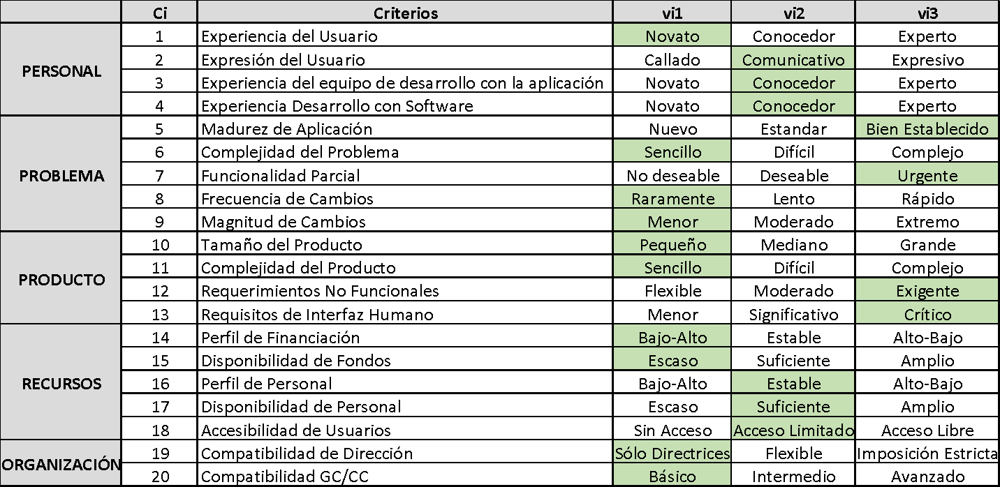 Ci Criterios vi1 vi2 vi3
PERSONAL
1 Experiencia del Usuario Novato Conocedor Experto
2 Expresión del Usuario Callado Comunicativo Expresivo
3 Experiencia del equipo de desarrollo con la aplicación Novato Conocedor Experto
4 Experiencia Desarrollo con Software Novato Conocedor Experto
PROBLEMA
5 Madurez de Aplicación Nuevo Estandar Bien Establecido
6 Complejidad del Problema Sencillo Difícil Complejo
7 Funcionalidad Parcial No deseable Deseable Urgente
8 Frecuencia de Cambios Raramente Lento Rápido
9 Magnitud de Cambios Menor Moderado Extremo
PRODUCTO
10 Tamaño del Producto Pequeño Mediano Grande
11 Complejidad del Producto Sencillo Difícil Complejo
12 Requerimientos No Funcionales Flexible Moderado Exigente
13 Requisitos de Interfaz Humano Menor Significativo Crítico
RECURSOS
14 Perfil de Financiación Bajo-Alto Estable Alto-Bajo
15 Disponibilidad de Fondos Escaso Suficiente Amplio
16 Perfil de Personal Bajo-Alto Estable Alto-Bajo
17 Disponibilidad de Personal Escaso Suficiente Amplio
18 Accesibilidad de Usuarios Sin Acceso Acceso Limitado Acceso Libre
ORGANIZACIÓN
19 Compatibilidad de Dirección Sólo Directrices Flexible Imposición Estricta
20 Compatibilidad GC/CC Básico Intermedio Avanzado